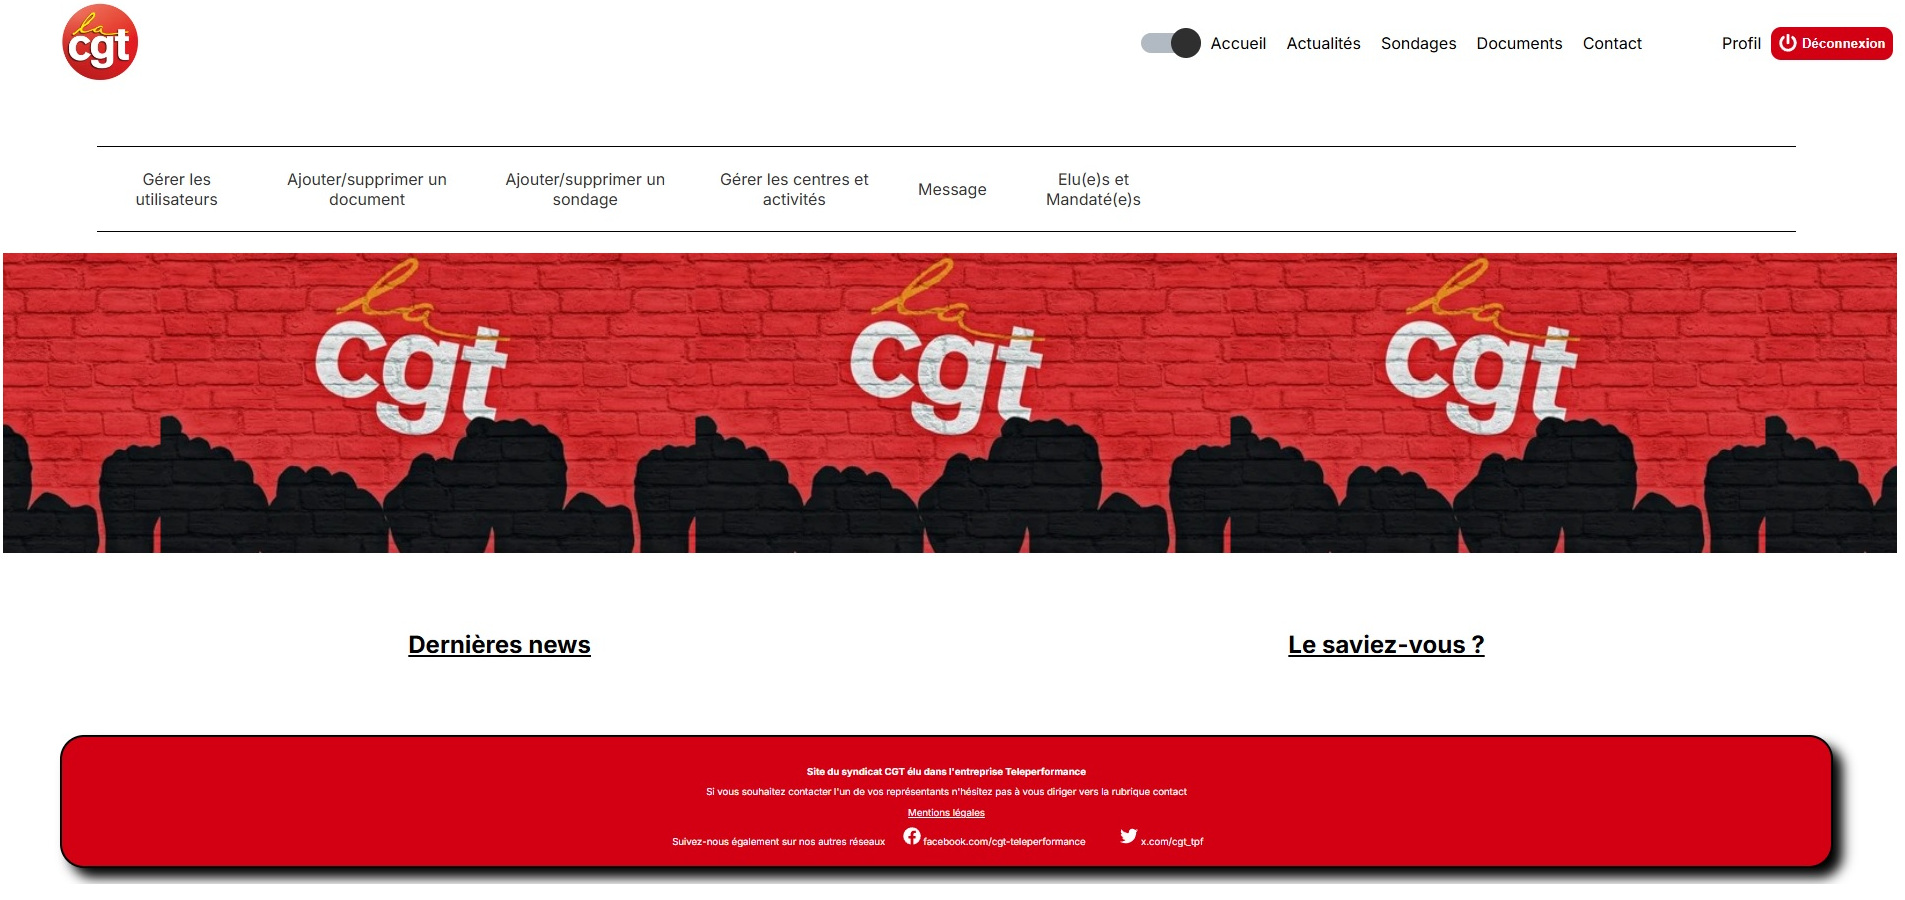 la
cgt
Accueil Actualités Sondages Documents Contact Profil Déconnexion
Gérer les utilisateurs
Ajouter/supprimer un document
Ajouter/supprimer un sondage
Gérer les centres et activités
Message
Elu(e)s et Mandaté(e)s
la
cgt
la
cgt
la
cgt
Dernières news
Le saviez-vous ?
Site du syndicat CGT élu dans l'entreprise Teleperformance
Si vous souhaitez contacter l'un de vos représentants n'hésitez pas à vous diriger vers la rubrique contact
Mentions légales
Suivez-nous également sur nos autres réseaux facebook.com/cgt-teleperformance x.com/cgt_tpf